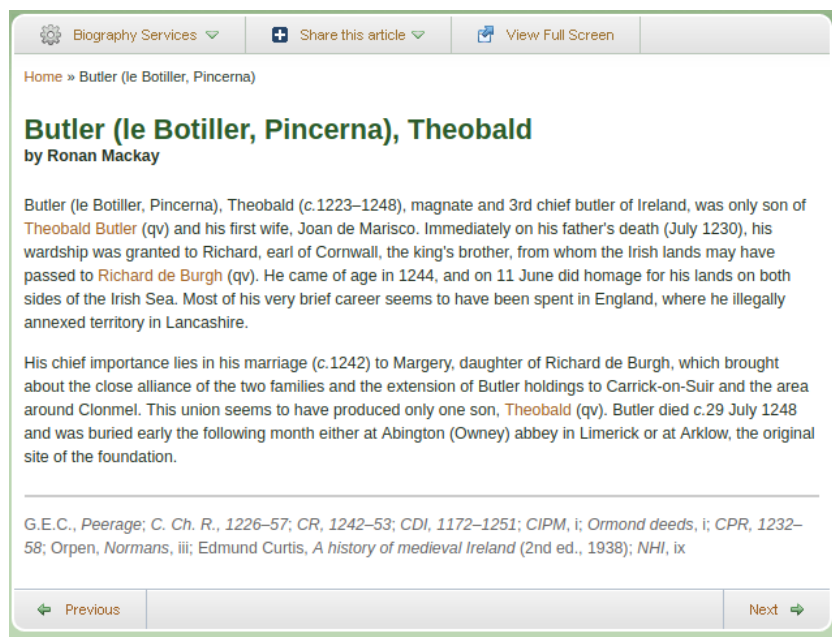 Biography Services Share this article View Full Screen
Home » Butler (le Botiller, Pincerna)
Butler (le Botiller, Pincerna), Theobald
by Ronan Mackay
Butler (le Botiller, Pincerna), Theobald (c.1223–1248), magnate and 3rd chief butler of Ireland, was only son of
Theobald Butler (qv) and his first wife, Joan de Marisco. Immediately on his father's death (July 1230), his
wardship was granted to Richard, earl of Cornwall, the king's brother, from whom the Irish lands may have
passed to Richard de Burgh (qv). He came of age in 1244, and on 11 June did homage for his lands on both
sides of the Irish Sea. Most of his very brief career seems to have been spent in England, where he illegally
annexed territory in Lancashire.
His chief importance lies in his marriage (c.1242) to Margery, daughter of Richard de Burgh, which brought
about the close alliance of the two families and the extension of Butler holdings to Carrick-on-Suir and the area
around Clonmel. This union seems to have produced only one son, Theobald (qv). Butler died c.29 July 1248
and was buried early the following month either at Abington (Owney) abbey in Limerick or at Arklow, the original
site of the foundation.
G.E.C., Peerage; C. Ch. R., 1226–57; CR, 1242–53; CDI, 1172–1251; CIPM, i; Ormond deeds, i; CPR, 1232–
58; Orpen, Normans, iii; Edmund Curtis, A history of medieval Ireland (2nd ed., 1938); NHI, ix
Previous Next